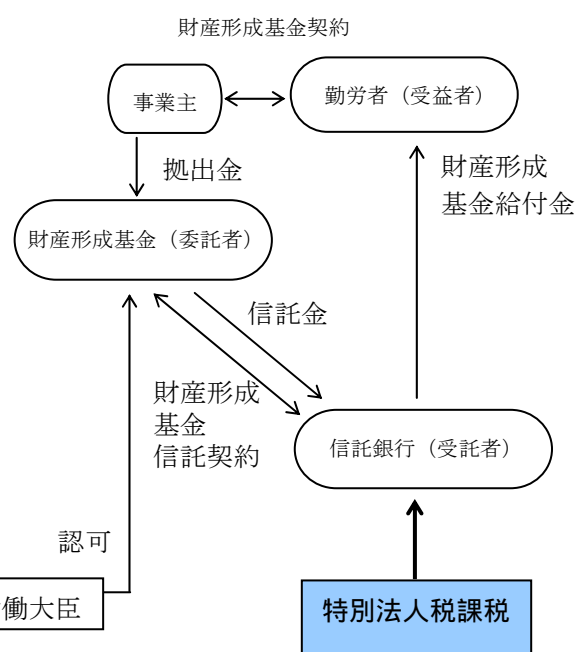 財産形成基金契約
事業主
勤労者（受益者）
拠出金
財産形成
基金給付金
財産形成基金（委託者）
信託金
財産形成
基金
信託契約
信託銀行（受託者）
認可
働大臣
特別法人税課税